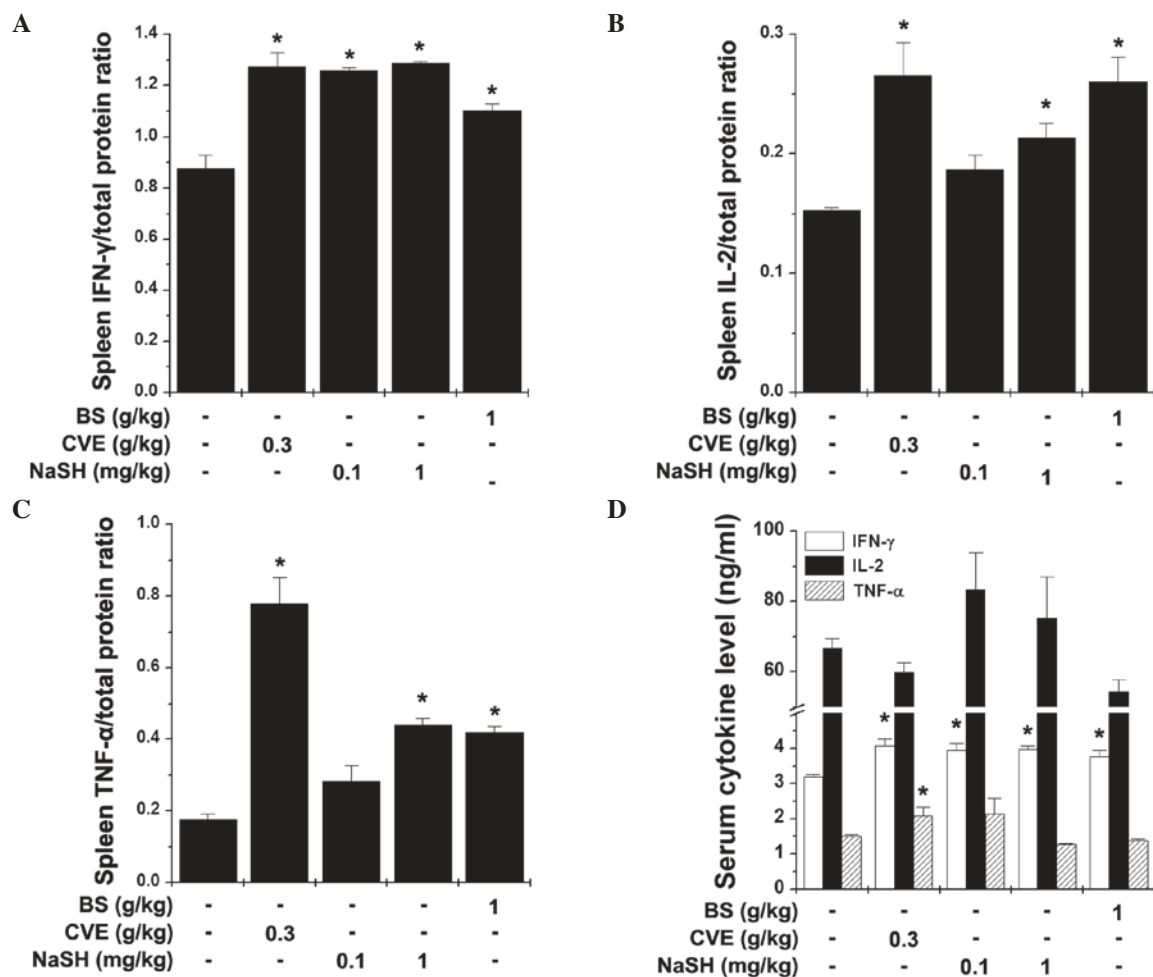 A
Spleen IFN-γ/total protein ratio
1.4
1.2
1.0
0.8
0.6
0.4
0.2
0.0
* * * *
BS (g/kg) - - - - 1
CVE (g/kg) - 0.3 - - -
NaSH (mg/kg) - - 0.1 1 -
B
Spleen IL-2/total protein ratio
0.3
0.2
0.1
0.0
* * *
BS (g/kg) - - - - 1
CVE (g/kg) - 0.3 - - -
NaSH (mg/kg) - - 0.1 1 -
C
Spleen TNF-α/total protein ratio
1.0
0.8
0.6
0.4
0.2
0.0
* * *
BS (g/kg) - - - - 1
CVE (g/kg) - 0.3 - - -
NaSH (mg/kg) - - 0.1 1 -
D
Serum cytokine level (ng/ml)
100
80
60
4
3
2
1
0
IFN-γ
IL-2
TNF-α
* * * * *
BS (g/kg) - - - - 1
CVE (g/kg) - 0.3 - - -
NaSH (mg/kg) - - 0.1 1 -